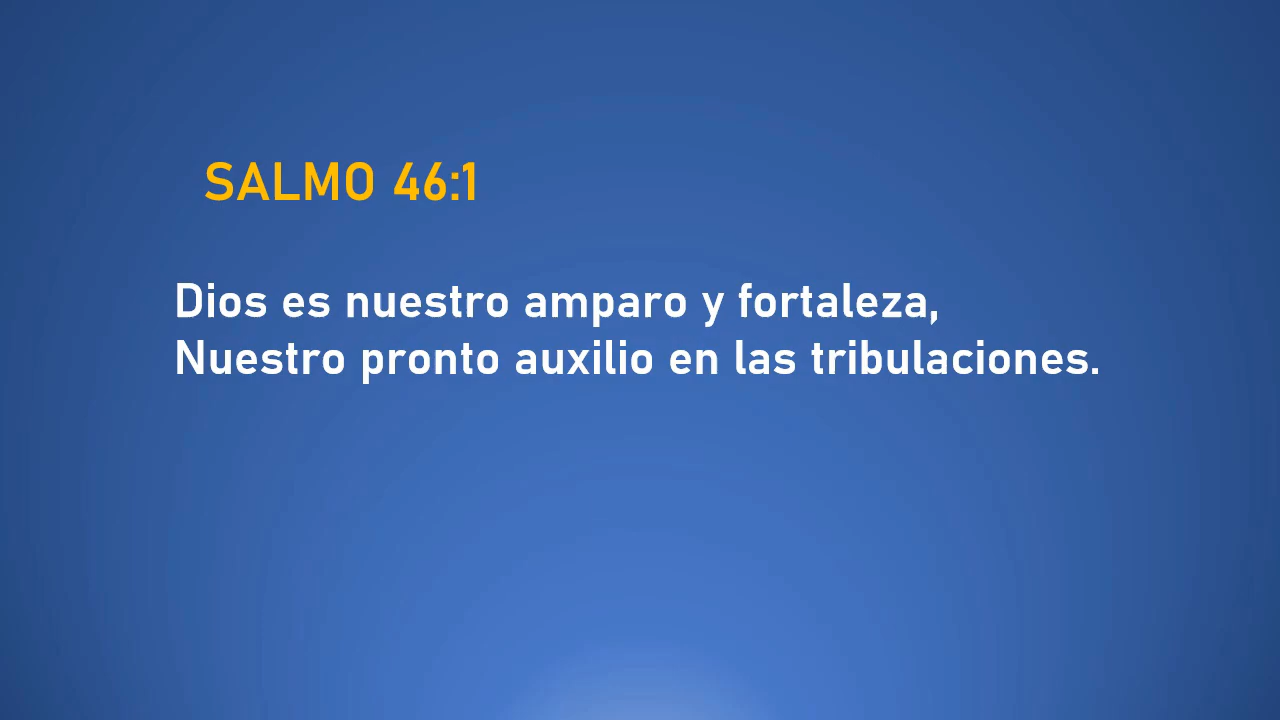 SALMO 46:1
Dios es nuestro amparo y fortaleza,
Nuestro pronto auxilio en las tribulaciones.